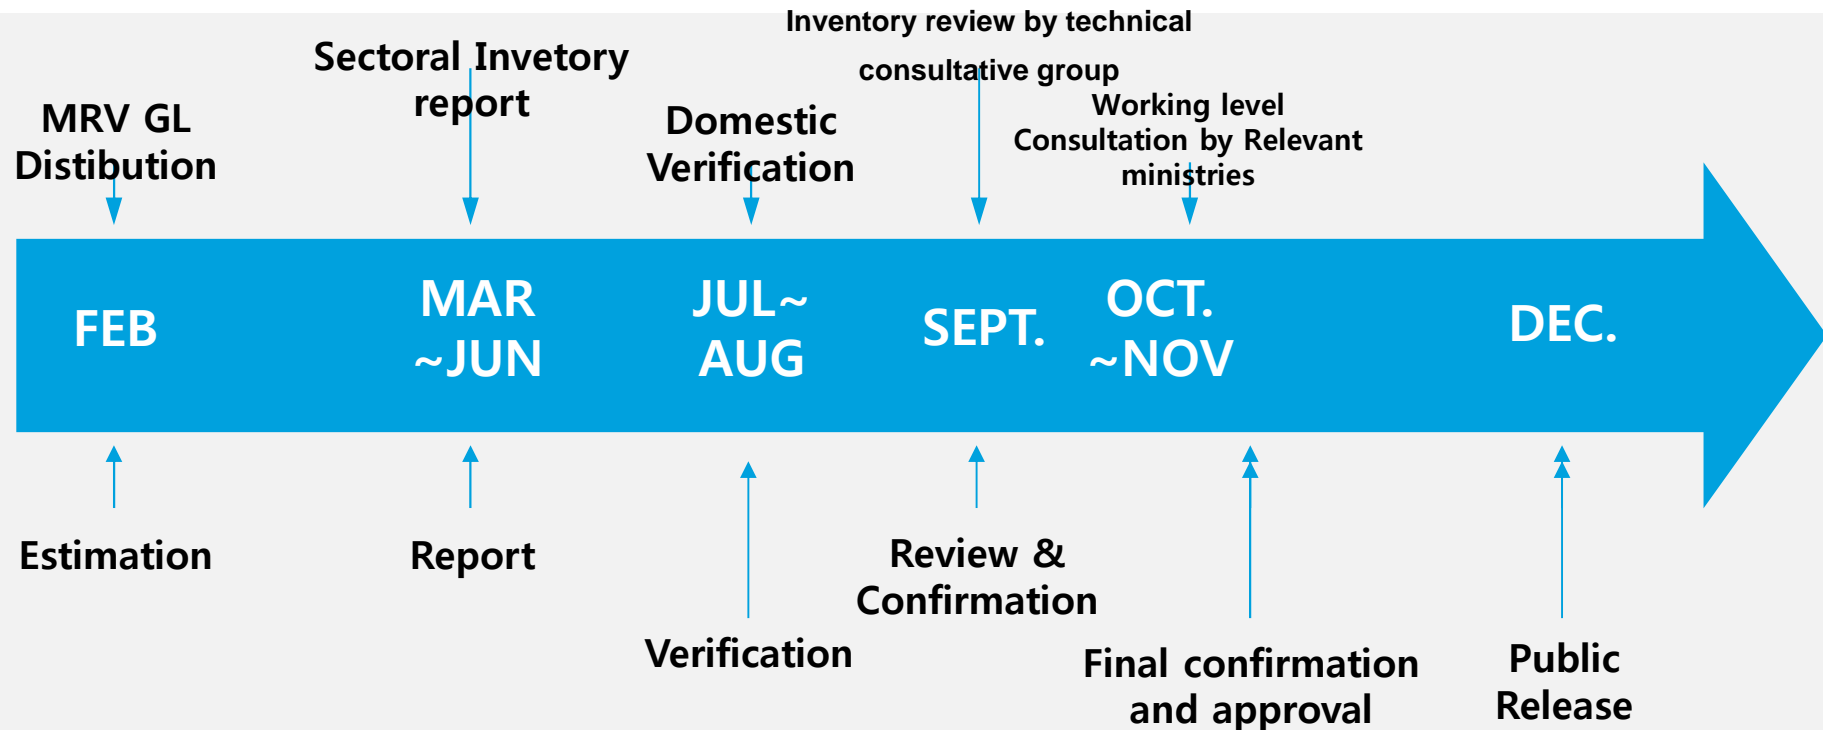 Inventory review by technical
consultative group
Sectoral Invetory
report
MRV GL
Distibution
Domestic
Verification
Working level
Consultation by Relevant
ministries
FEB
MAR
~JUN
JUL~
AUG
SEPT.
OCT.
~NOV
DEC.
Estimation
Report
Verification
Review &
Confirmation
Final confirmation
and approval
Public
Release